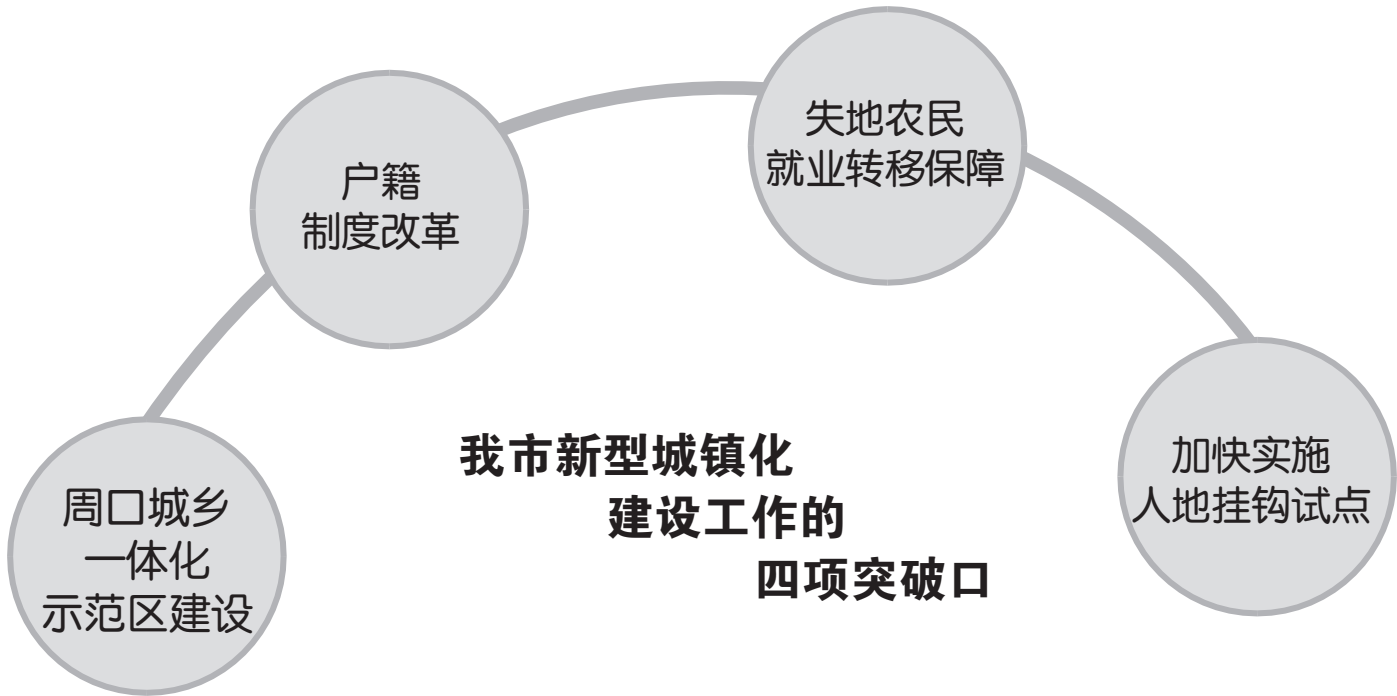 失地农民
就业转移保障
户籍
制度改革
我市新型城镇化
建设工作的
四项突破口
加快实施
人地挂钩试点
周口城乡
一体化
示范区建设